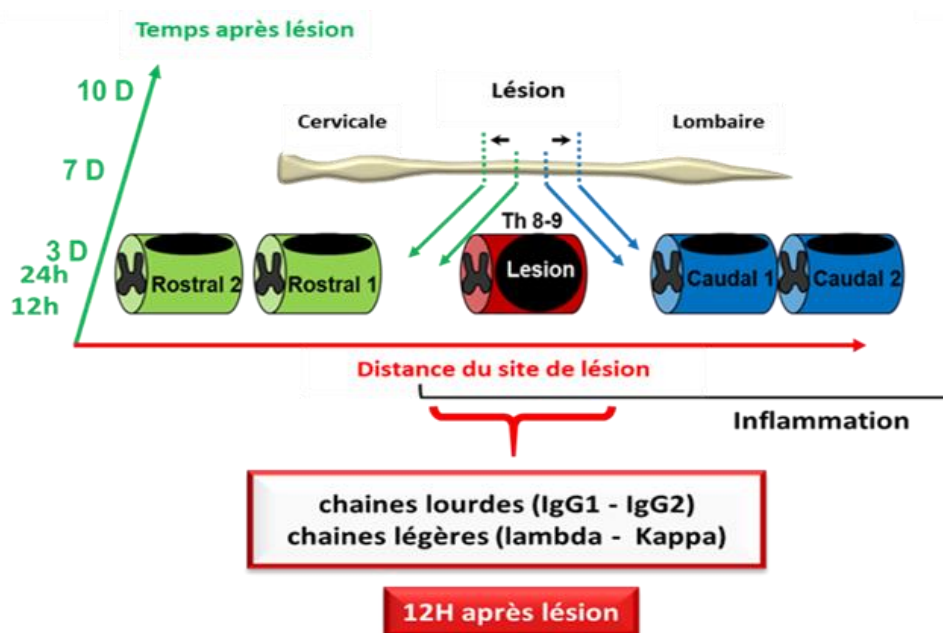 Temps après lésion
10 D
7 D
3 D
24h
12h
Lésion
Cervicale
Lombaire
Th 8-9
Rostral 2
Rostral 1
Lesion
Caudal 1
Caudal 2
Distance du site de lésion
Inflammation
chaines lourdes (IgG1 - IgG2)
chaines légères (lambda - Kappa)
12H après lésion